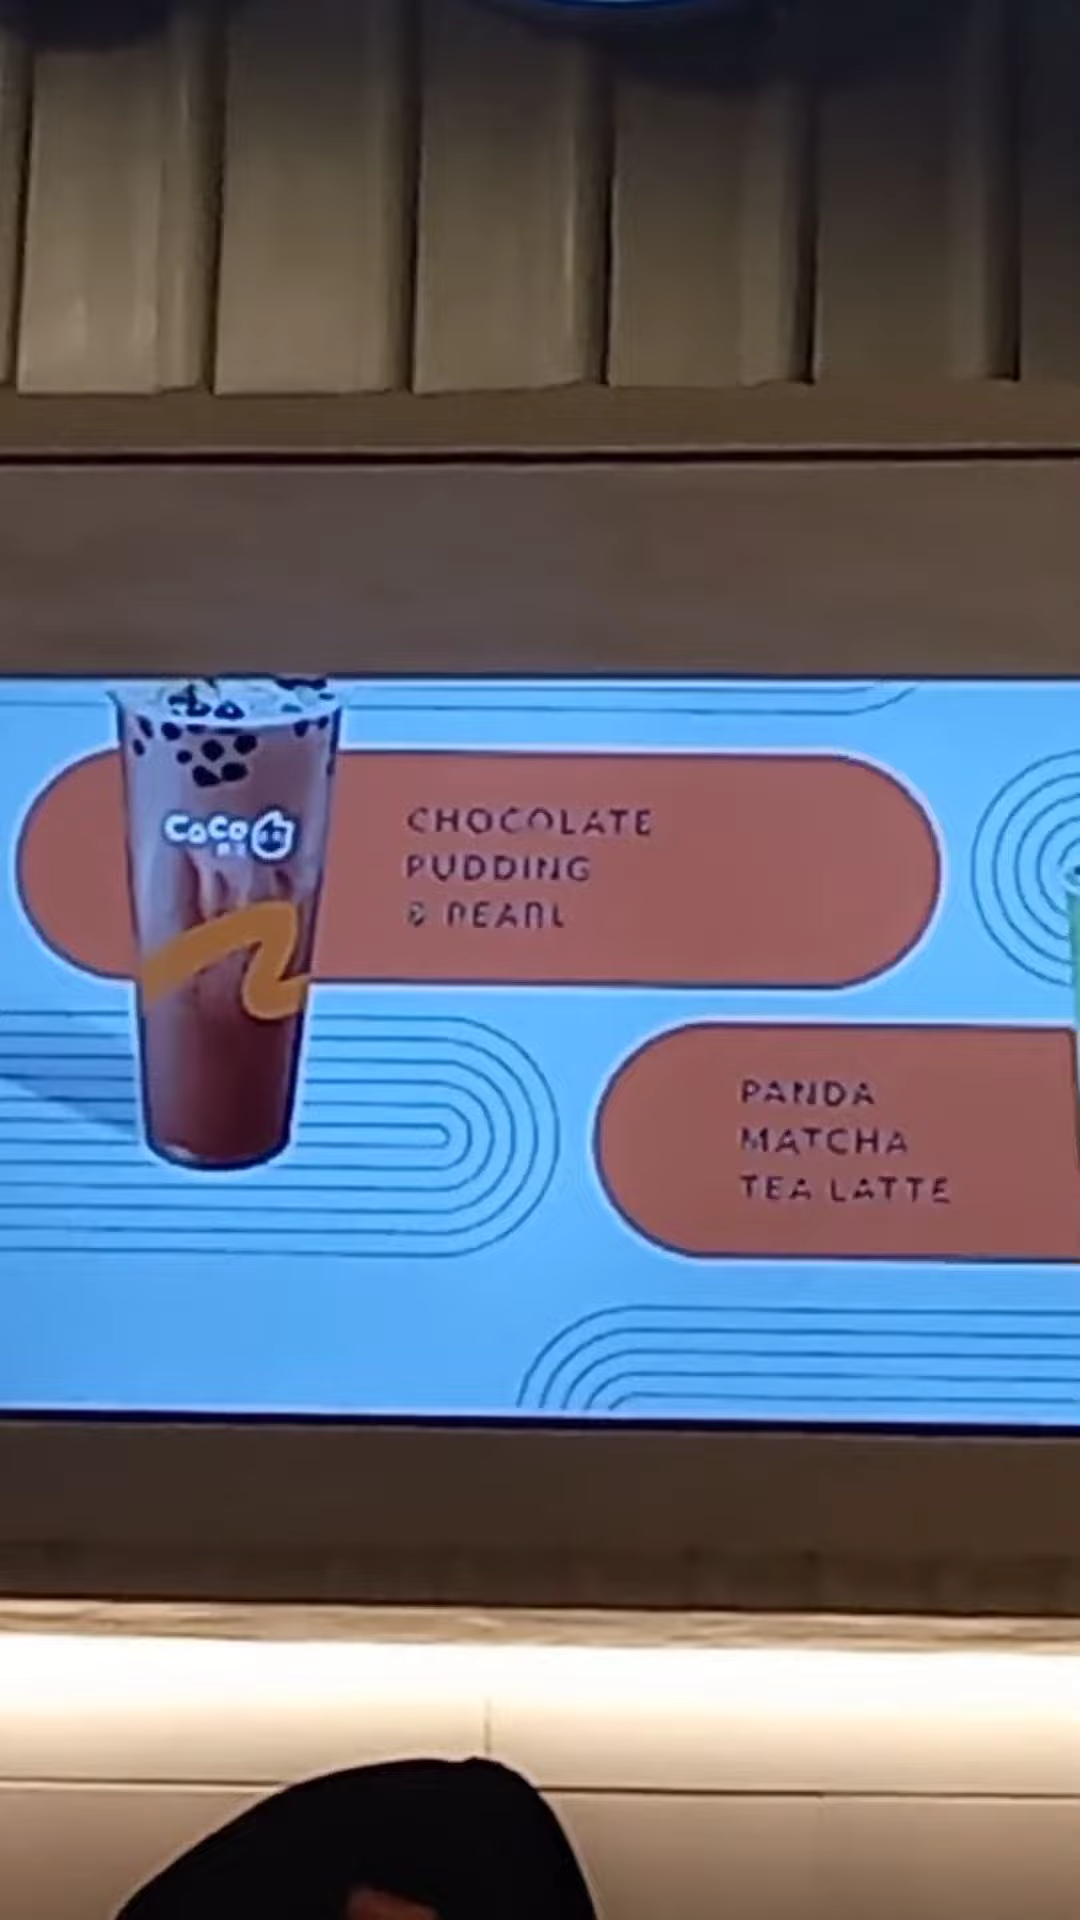 CoCo
CHOCOLATE
PUDDING
& PEARL
PANDA
MATCHA
TEA LATTE